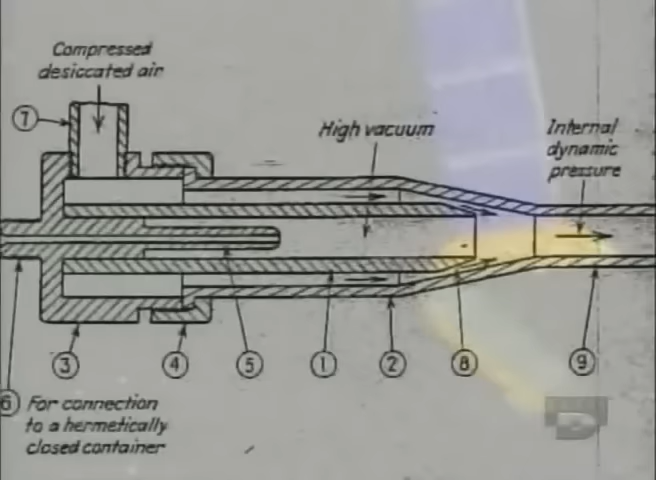 Compressed
desiccated air
7
High vacuum
Internal
dynamic
pressure
3
4
5
1
2
8
9
6
For connection
to a hermetically
closed container